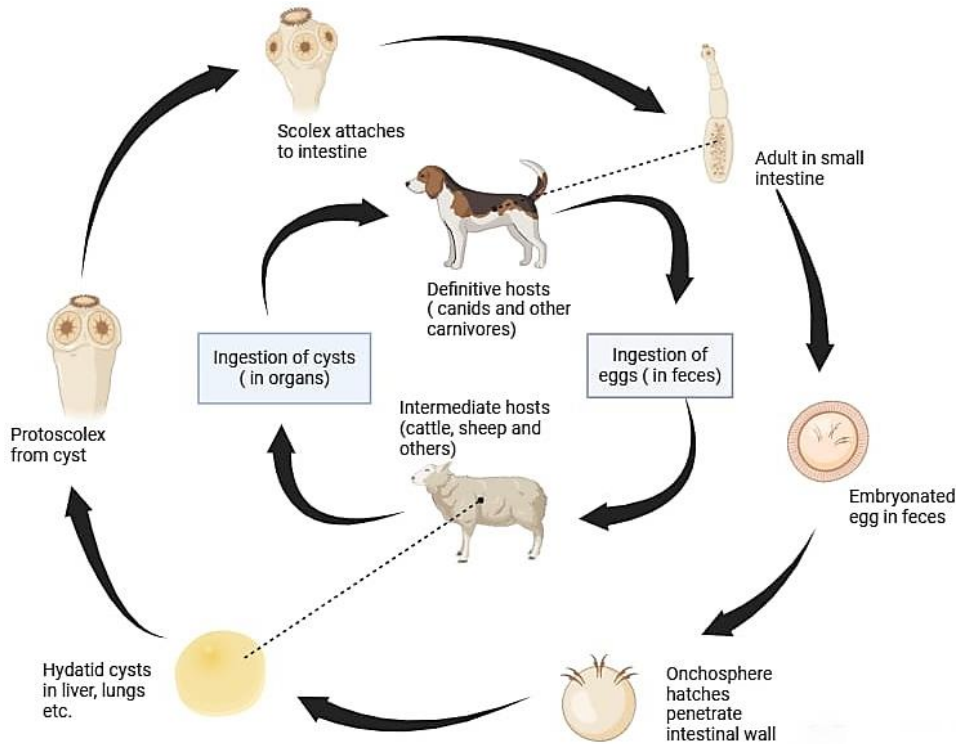 Scolex attaches
to intestine
Adult in small
intestine
Definitive hosts
( canids and other
carnivores)
Ingestion of cysts
( in organs)
Ingestion of
eggs ( in feces)
Protoscolex
from cyst
Intermediate hosts
(cattle, sheep and
others)
Embryonated
egg in feces
Hydatid cysts
in liver, lungs
etc.
Onchosphere
hatches
penetrate
intestinal wall